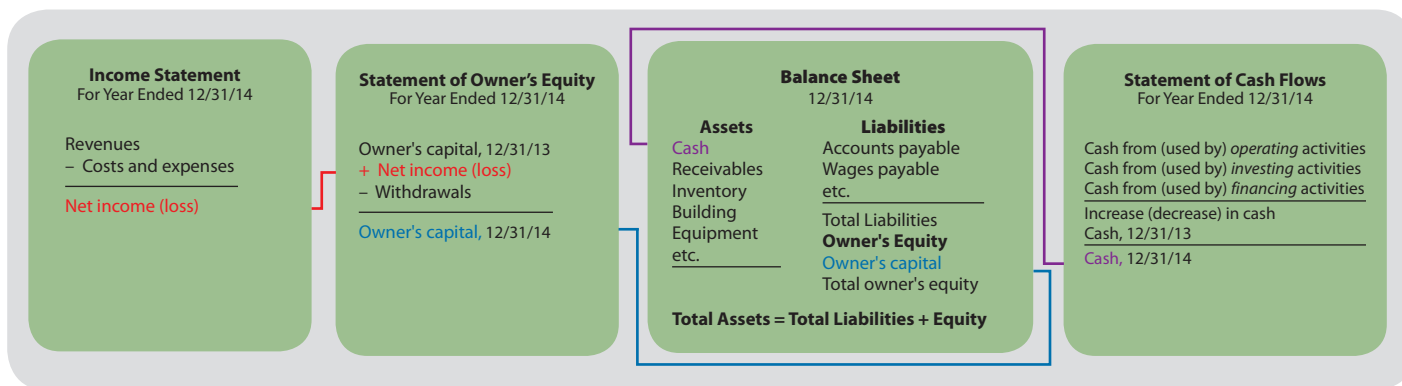 Income Statement
For Year Ended 12/31/14
Revenues
– Costs and expenses
Net income (loss)
Statement of Owner's Equity
For Year Ended 12/31/14
Owner's capital, 12/31/13
+ Net income (loss)
– Withdrawals
Owner's capital, 12/31/14
Balance Sheet
12/31/14
Assets
Cash
Receivables
Inventory
Building
Equipment
etc.
Liabilities
Accounts payable
Wages payable
etc.
Total Liabilities
Owner's Equity
Owner's capital
Total owner's equity
Total Assets = Total Liabilities + Equity
Statement of Cash Flows
For Year Ended 12/31/14
Cash from (used by) operating activities
Cash from (used by) investing activities
Cash from (used by) financing activities
Increase (decrease) in cash
Cash, 12/31/13
Cash, 12/31/14